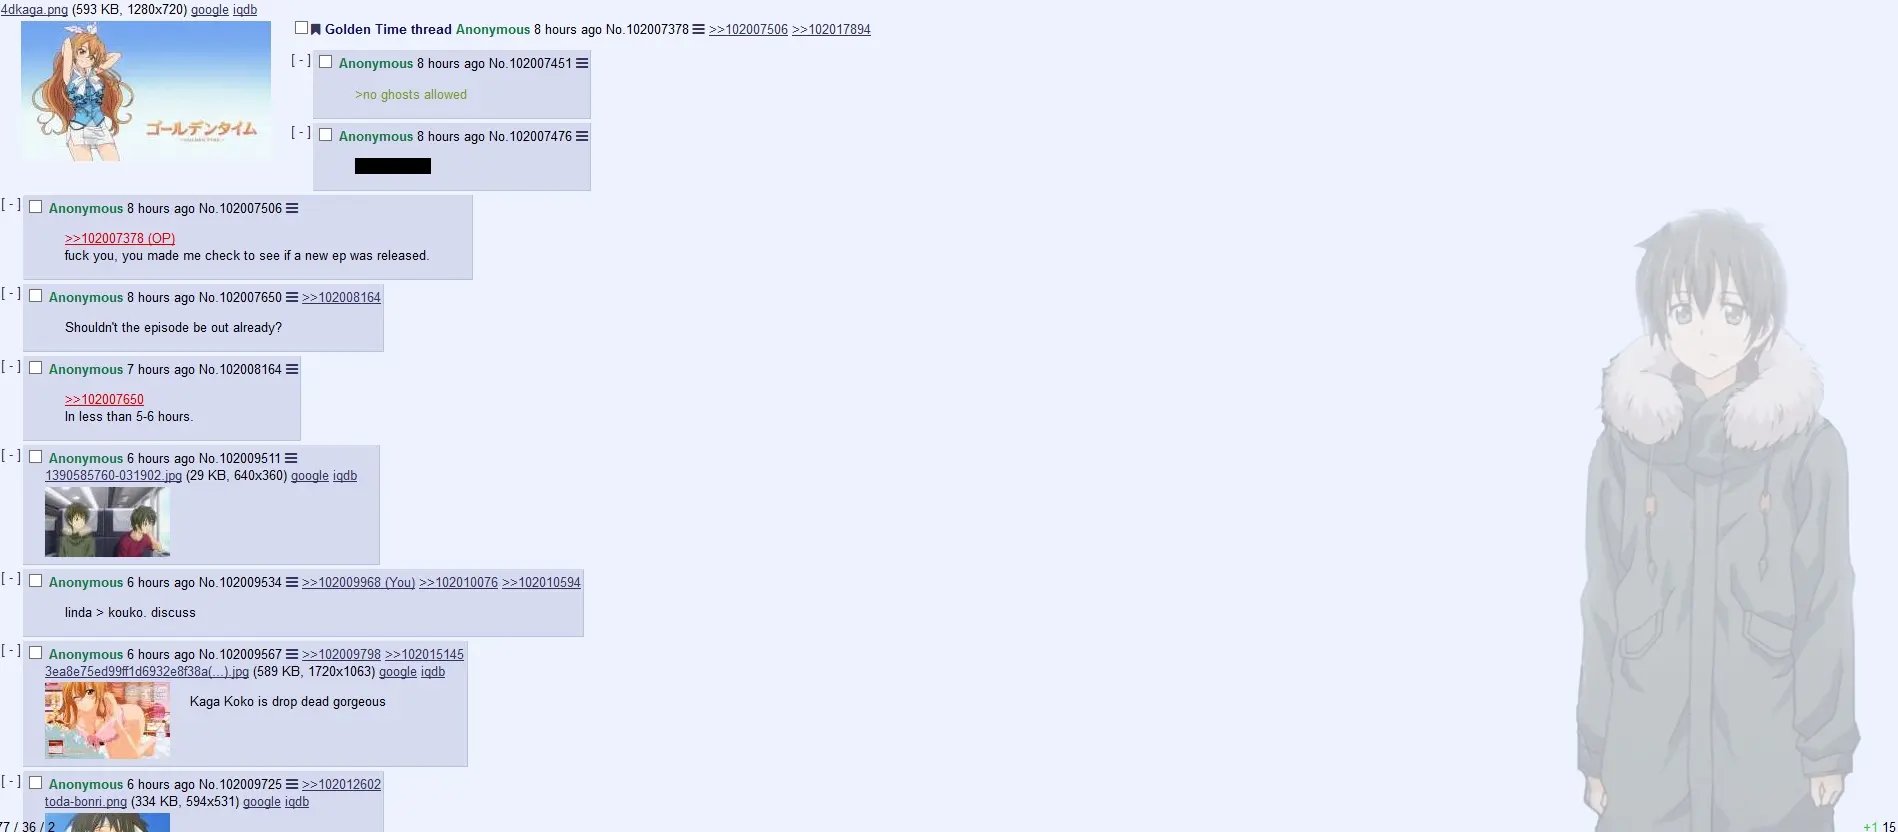 4dkaga.png (593 KB, 1280x720) google iqdb
ゴールデンタイム
Golden Time thread Anonymous 8 hours ago No.102007378 >>102007506 >>102017894
[ - ] Anonymous 8 hours ago No.102007451
>no ghosts allowed
[ - ] Anonymous 8 hours ago No.102007476
[ - ] Anonymous 8 hours ago No.102007506
>>102007378 (OP)
fuck you, you made me check to see if a new ep was released.
[ - ] Anonymous 8 hours ago No.102007650 >>102008164
Shouldn't the episode be out already?
[ - ] Anonymous 7 hours ago No.102008164
>>102007650
In less than 5-6 hours.
[ - ] Anonymous 6 hours ago No.102009511
1390585760-031902.jpg (29 KB, 640x360) google iqdb
[ - ] Anonymous 6 hours ago No.102009534 >>102009968 (You) >>102010076 >>102010594
linda > kouko. discuss
[ - ] Anonymous 6 hours ago No.102009567 >>102009798 >>102015145
3ea8e75ed99ff1d6932e8f38a(...).jpg (589 KB, 1720x1063) google iqdb
Kaga Koko is drop dead gorgeous
[ - ] Anonymous 6 hours ago No.102009725 >>102012602
toda-bonri.png (334 KB, 594x531) google iqdb
77 / 36 / 2
+1 15